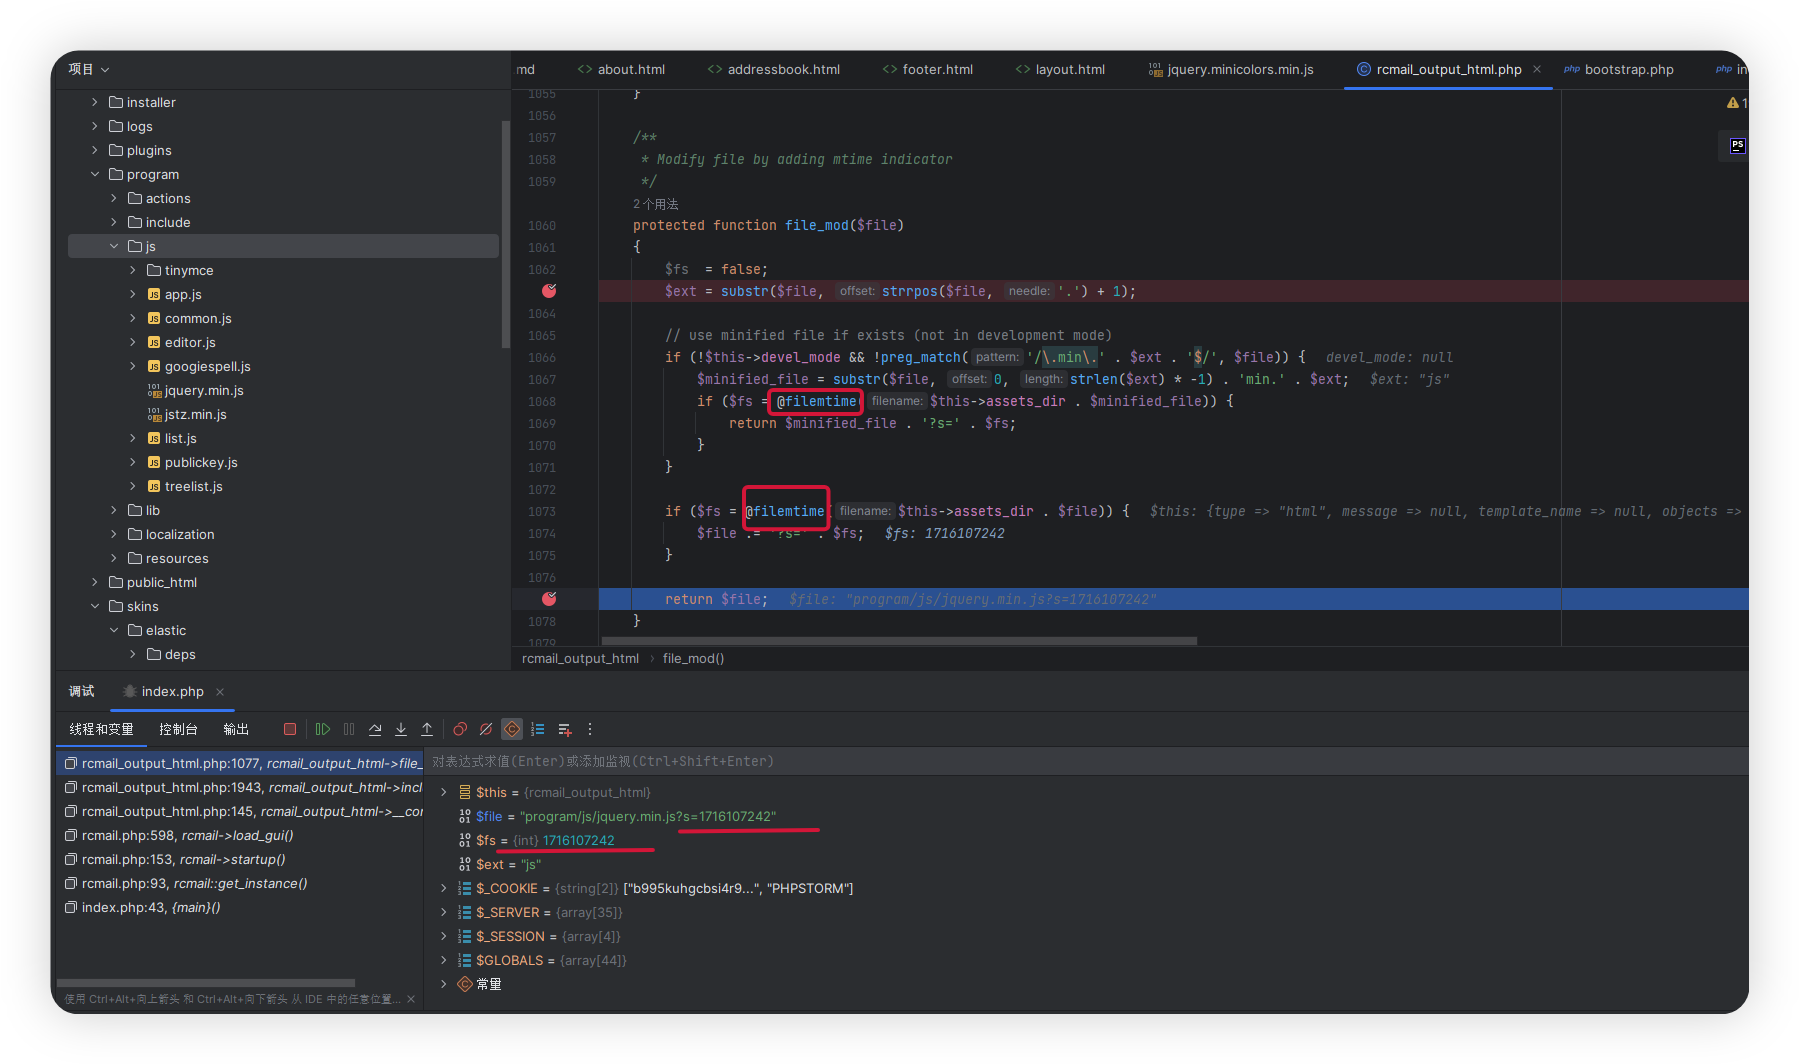 项目
installer
logs
plugins
program
actions
include
js
tinymce
app.js
common.js
editor.js
googiespell.js
jquery.min.js
jstz.min.js
list.js
publickey.js
treelist.js
lib
localization
resources
public_html
skins
elastic
deps
.md about.html addressbook.html footer.html layout.html jquery.minicolors.min.js rcmail_output_html.php bootstrap.php in
1055 }
1056
1057 /**
1058 * Modify file by adding mtime indicator
1059 */
2个用法
1060 protected function file_mod($file)
1061 {
1062 $fs  = false;
$ext = substr($file, offset: strrpos($file, needle: '.') + 1);
1064
1065 // use minified file if exists (not in development mode)
1066 if (!$this->devel_mode && !preg_match( pattern: '/\.min\.' . $ext . '$/', $file)) { devel_mode: null
1067 $minified_file = substr($file, offset: 0, length: strlen($ext) * -1) . 'min.' . $ext; $ext: "js"
1068 if ($fs = @filemtime( filename: $this->assets_dir . $minified_file)) {
1069 return $minified_file . '?s=' . $fs;
1070 }
1071 }
1072
1073 if ($fs = @filemtime( filename: $this->assets_dir . $file)) { $this: {type => "html", message => null, template_name => null, objects =>
1074 $file .= '?s=' . $fs; $fs: 1716107242
1075 }
1076
return $file; $file: "program/js/jquery.min.js?s=1716107242"
1078 }
1079
1
PS
rcmail_output_html › file_mod()
调试 index.php
线程和变量 控制台 输出
rcmail_output_html.php:1077, rcmail_output_html->file_
rcmail_output_html.php:1943, rcmail_output_html->incl
rcmail_output_html.php:145, rcmail_output_html->__cor
rcmail.php:598, rcmail->load_gui()
rcmail.php:153, rcmail->startup()
rcmail.php:93, rcmail::get_instance()
index.php:43, {main}()
使用 Ctrl+Alt+向上箭头 和 Ctrl+Alt+向下箭头 从 IDE 中的任意位置...
对表达式求值(Enter)或添加监视(Ctrl+Shift+Enter)
$this = {rcmail_output_html}
$file = "program/js/jquery.min.js?s=1716107242"
$fs = {int} 1716107242
$ext = "js"
$_COOKIE = {string[2]} ["b995kuhgcbsi4r9...", "PHPSTORM"]
$_SERVER = {array[35]}
$_SESSION = {array[4]}
$GLOBALS = {array[44]}
常量